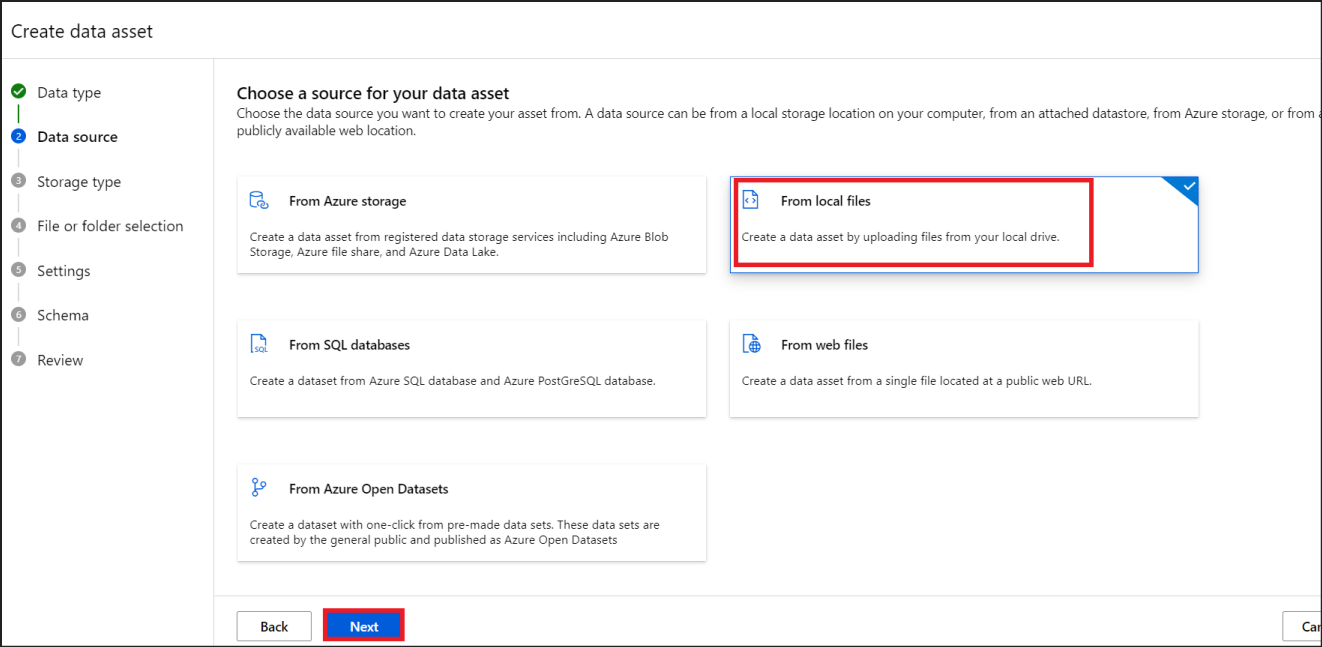 Create data asset
Data type
2 Data source
3 Storage type
4 File or folder selection
5 Settings
6 Schema
7 Review
Choose a source for your data asset
Choose the data source you want to create your asset from. A data source can be from a local storage location on your computer, from an attached datastore, from Azure storage, or from a
publicly available web location.
From Azure storage
Create a data asset from registered data storage services including Azure Blob
Storage, Azure file share, and Azure Data Lake.
From local files
Create a data asset by uploading files from your local drive.
SQL
From SQL databases
Create a dataset from Azure SQL database and Azure PostGreSQL database.
From web files
Create a data asset from a single file located at a public web URL.
From Azure Open Datasets
Create a dataset with one-click from pre-made data sets. These data sets are
created by the general public and published as Azure Open Datasets
Back
Next